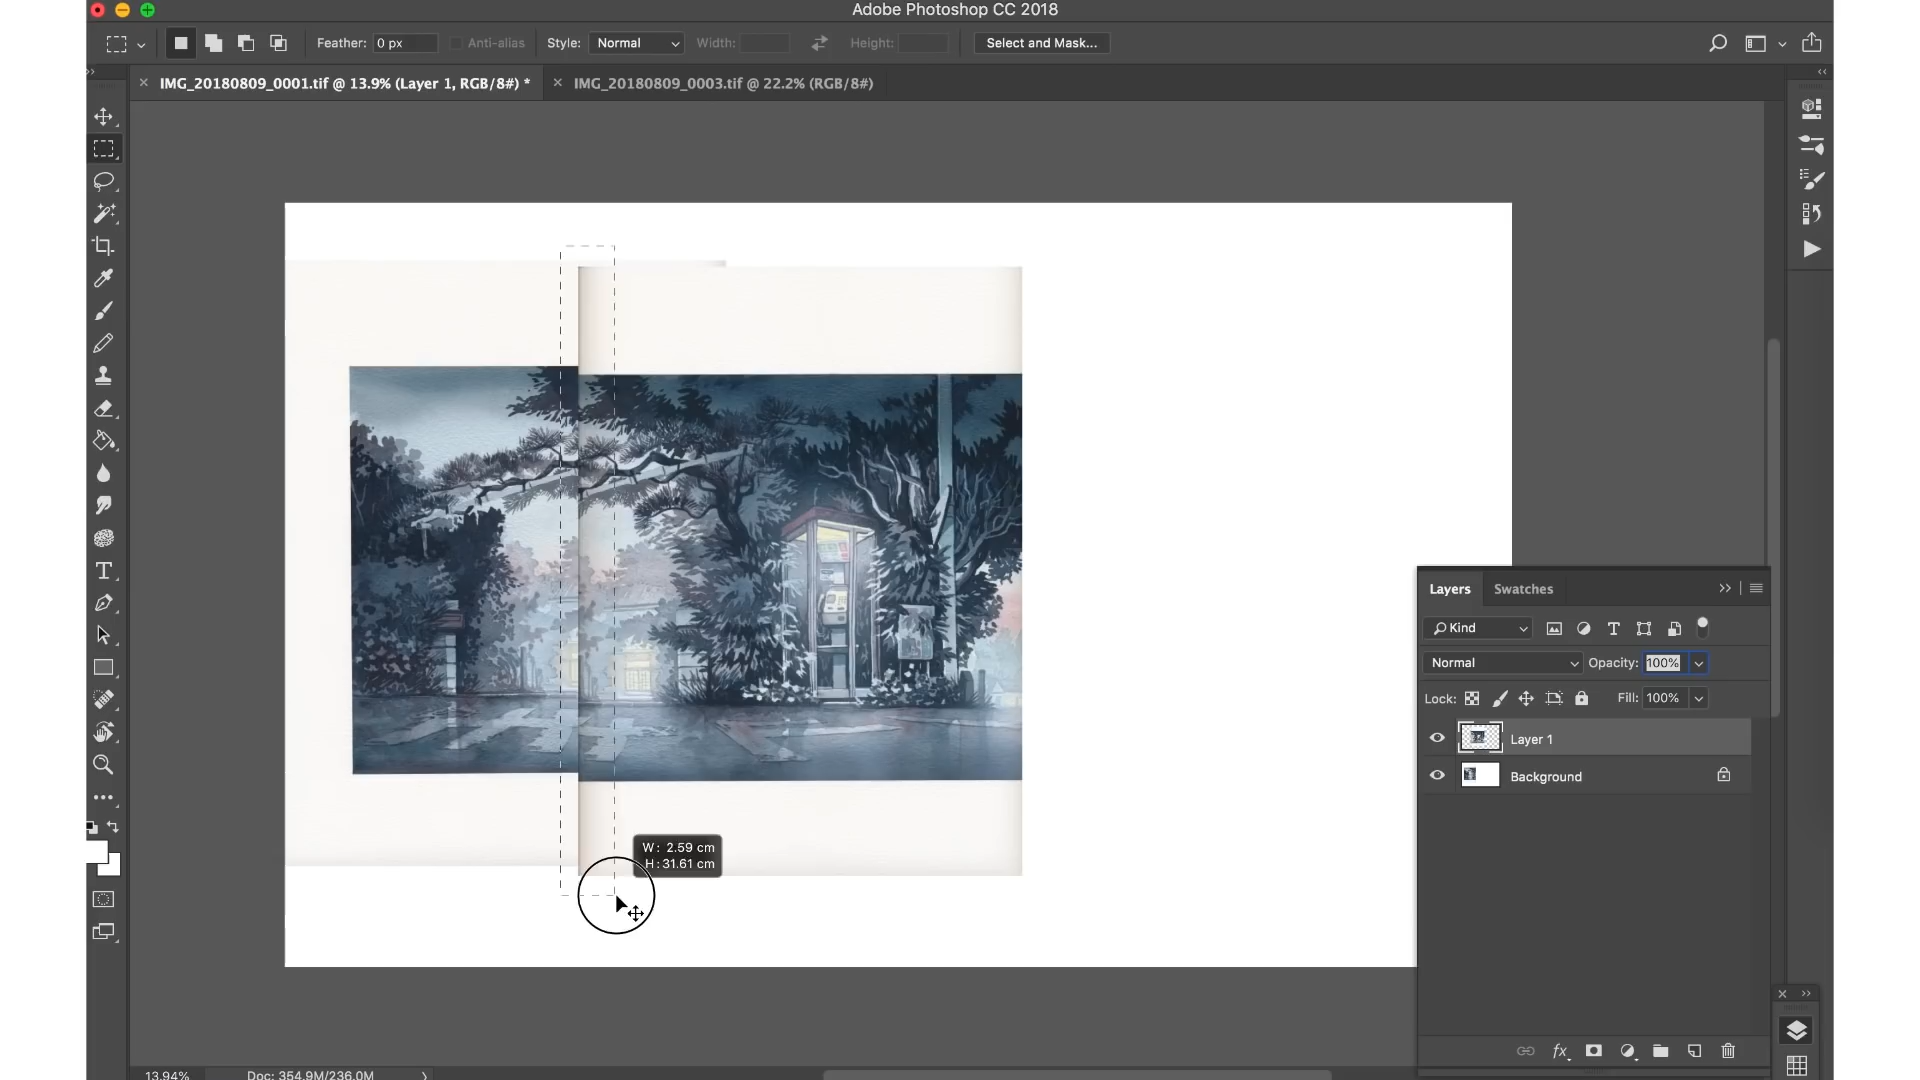 Adobe Photoshop CC 2018
Feather: 0 px Anti-alias Style: Normal Width: Height: Select and Mask...
IMG_20180809_0001.tif @ 13.9% (Layer 1, RGB/8#) * IMG_20180809_0003.tif @ 22.2% (RGB/8#)
W: 2.59 cm
H: 31.61 cm
Layers Swatches
Kind
Normal Opacity: 100%
Lock: Fill: 100%
Layer 1
Background
13.94% Doc: 354.9M/236.0M